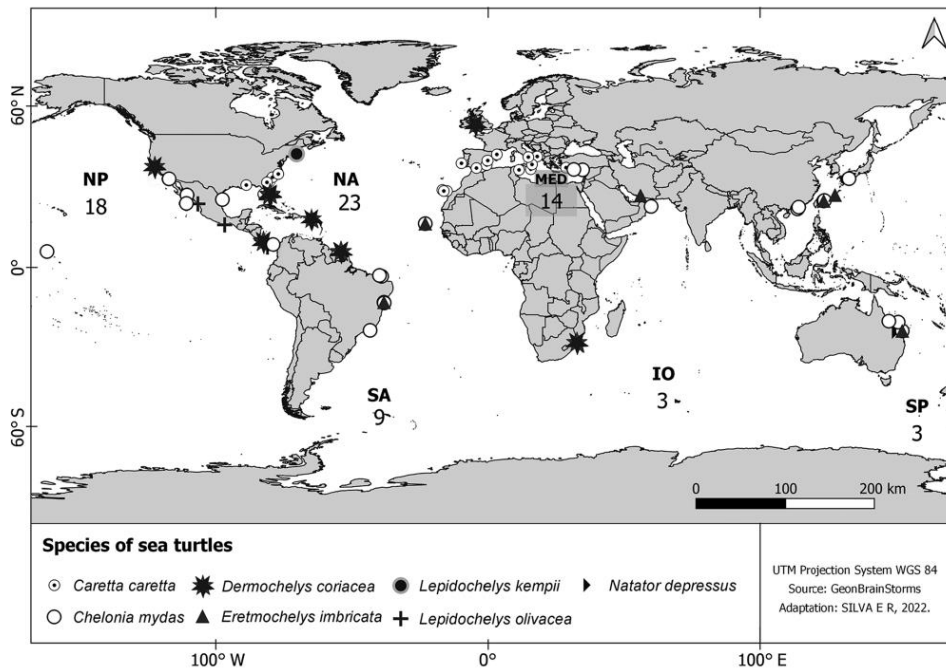 60°N
NP
18
NA
23
MED
14
0°
SA
9
IO
3
SP
3
60°S
0 100 200 km
Species of sea turtles
Caretta caretta
Dermochelys coriacea
Lepidochelys kempii
Natator depressus
Chelonia mydas
Eretmochelys imbricata
Lepidochelys olivacea
UTM Projection System WGS 84
Source: GeonBrainStorms
Adaptation: SILVA E R, 2022.
100° W
0°
100° E